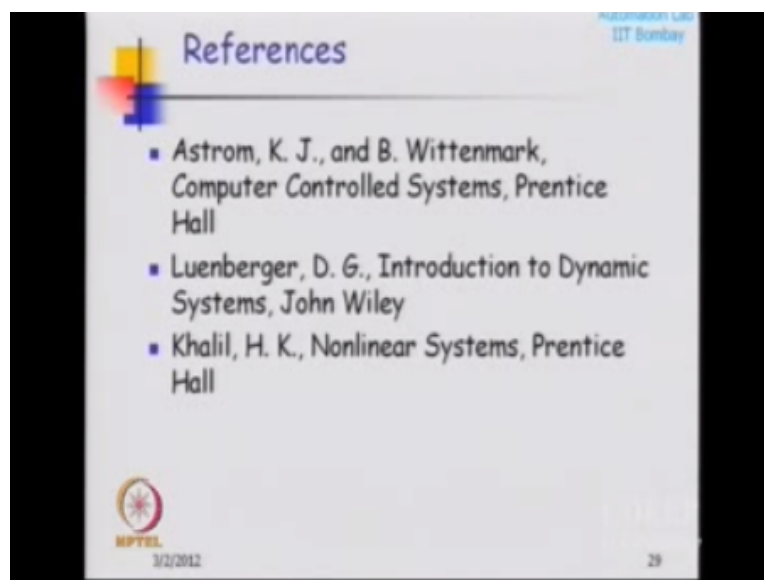 Automation Lab
IIT Bombay
References
Astrom, K. J., and B. Wittenmark,
Computer Controlled Systems, Prentice
Hall
Luenberger, D. G., Introduction to Dynamic
Systems, John Wiley
Khalil, H. K., Nonlinear Systems, Prentice
Hall
NPTEL
3/2/2012
29